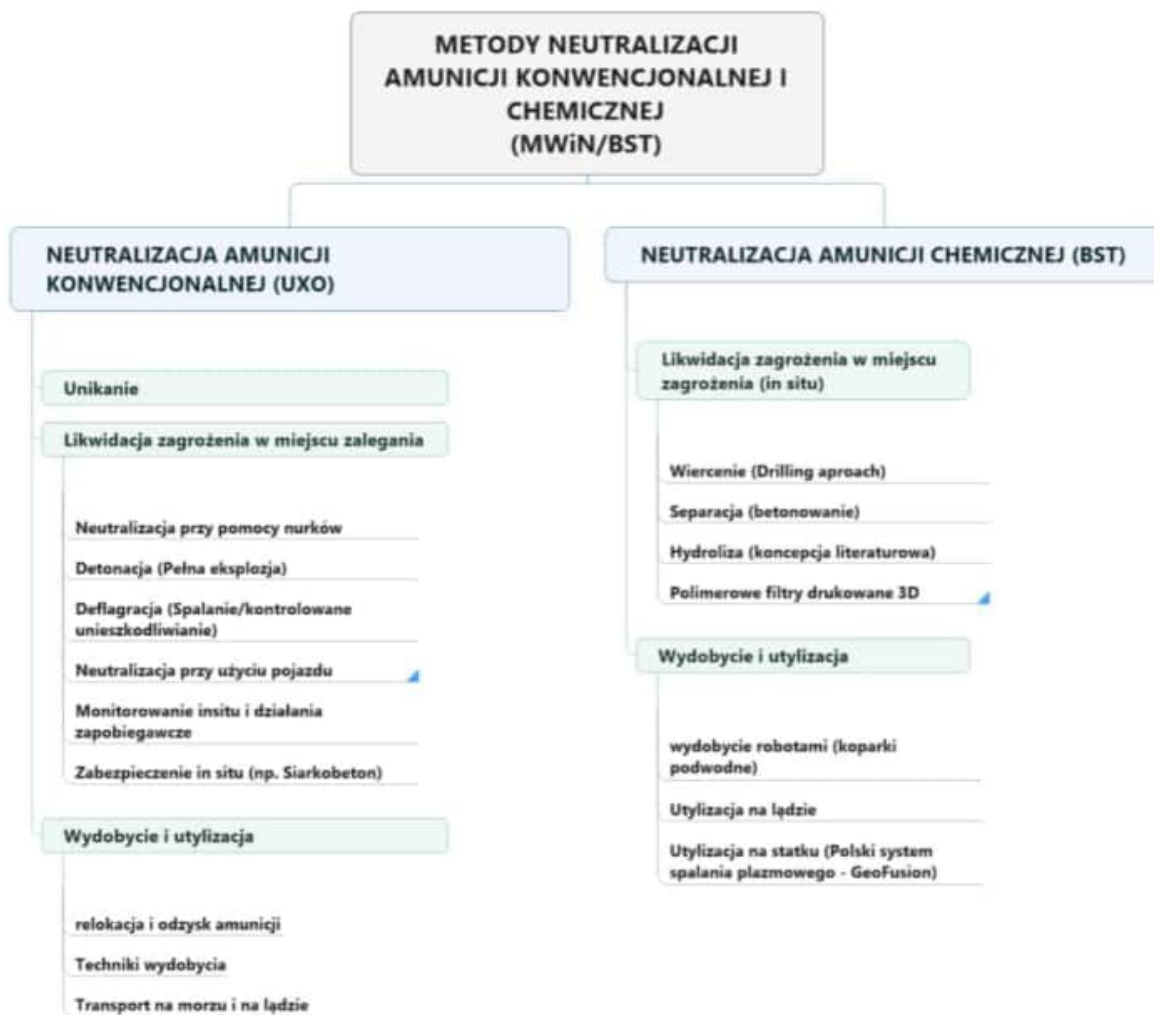 METODY NEUTRALIZACJI
AMUNICJI KONWENCJONALNEJ I
CHEMICZNEJ
(MWiN/BST)
NEUTRALIZACJA AMUNICJI
KONWENCJONALNEJ (UXO)
Unikanie
Likwidacja zagrożenia w miejscu zalegania
Neutralizacja przy pomocy nurków
Detonacja (Pełna eksplozja)
Deflagracja (Spalanie/kontrolowane
unieszkodliwianie)
Neutralizacja przy użyciu pojazdu
Monitorowanie insitu i działania
zapobiegawcze
Zabezpieczenie in situ (np. Siarkobeton)
Wydobycie i utylizacja
relokacja i odzysk amunicji
Techniki wydobycia
Transport na morzu i na lądzie
NEUTRALIZACJA AMUNICJI CHEMICZNEJ (BST)
Likwidacja zagrożenia w miejscu
zagrożenia (in situ)
Wiercenie (Drilling aproach)
Separacja (betonowanie)
Hydroliza (koncepcja literaturowa)
Polimerowe filtry drukowane 3D
Wydobycie i utylizacja
wydobycie robotami (koparki
podwodne)
Utylizacja na lądzie
Utylizacja na statku (Polski system
spalania plazmowego - GeoFusion)